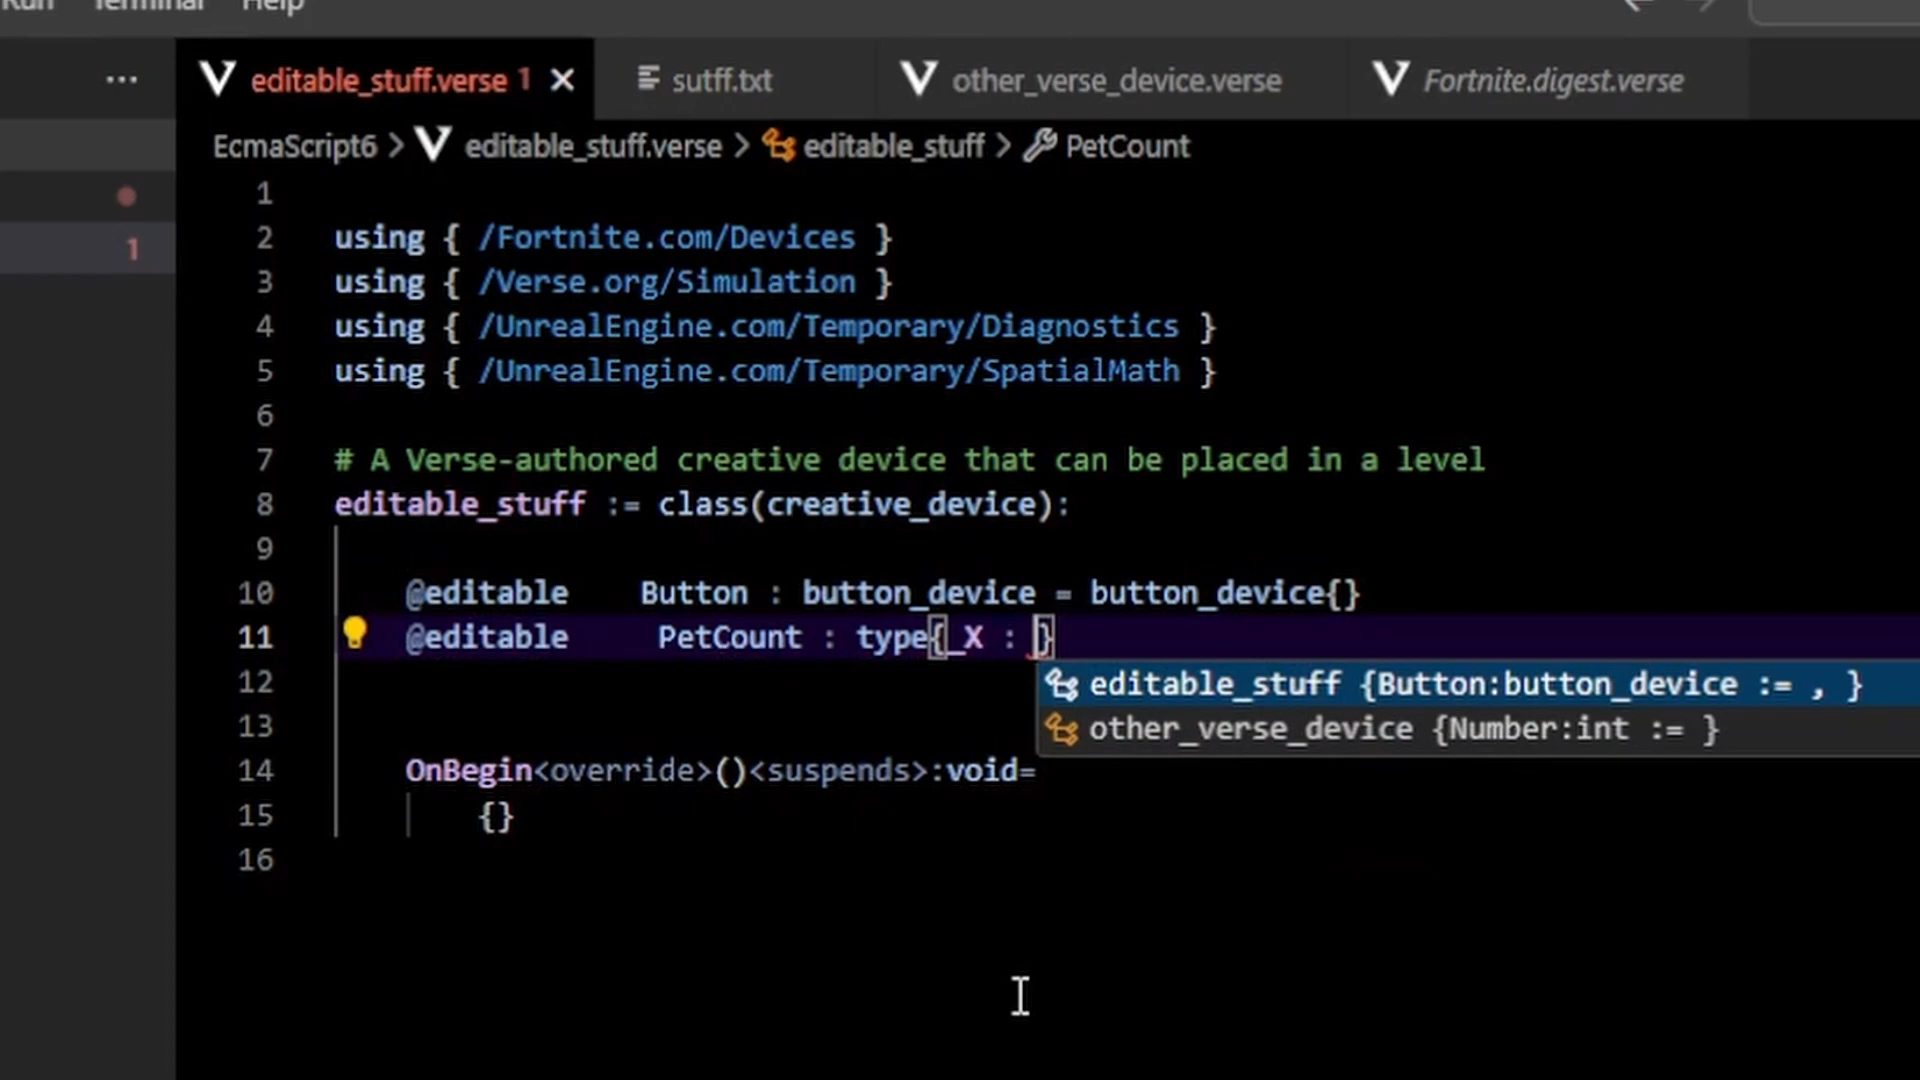 Run Terminal Help
... editable_stuff.verse 1 × sutff.txt other_verse_device.verse Fortnite.digest.verse
EcmaScript6 > editable_stuff.verse > editable_stuff > PetCount
1
1
2 using { /Fortnite.com/Devices }
3 using { /Verse.org/Simulation }
4 using { /UnrealEngine.com/Temporary/Diagnostics }
5 using { /UnrealEngine.com/Temporary/SpatialMath }
6
7 # A Verse-authored creative device that can be placed in a level
8 editable_stuff := class(creative_device):
9
10 @editable Button : button_device = button_device{}
11 @editable PetCount : type{_X : }
12 editable_stuff {Button:button_device := , }
13 other_verse_device {Number:int := }
14 OnBegin<override>()<suspends>:void=
15 {}
16